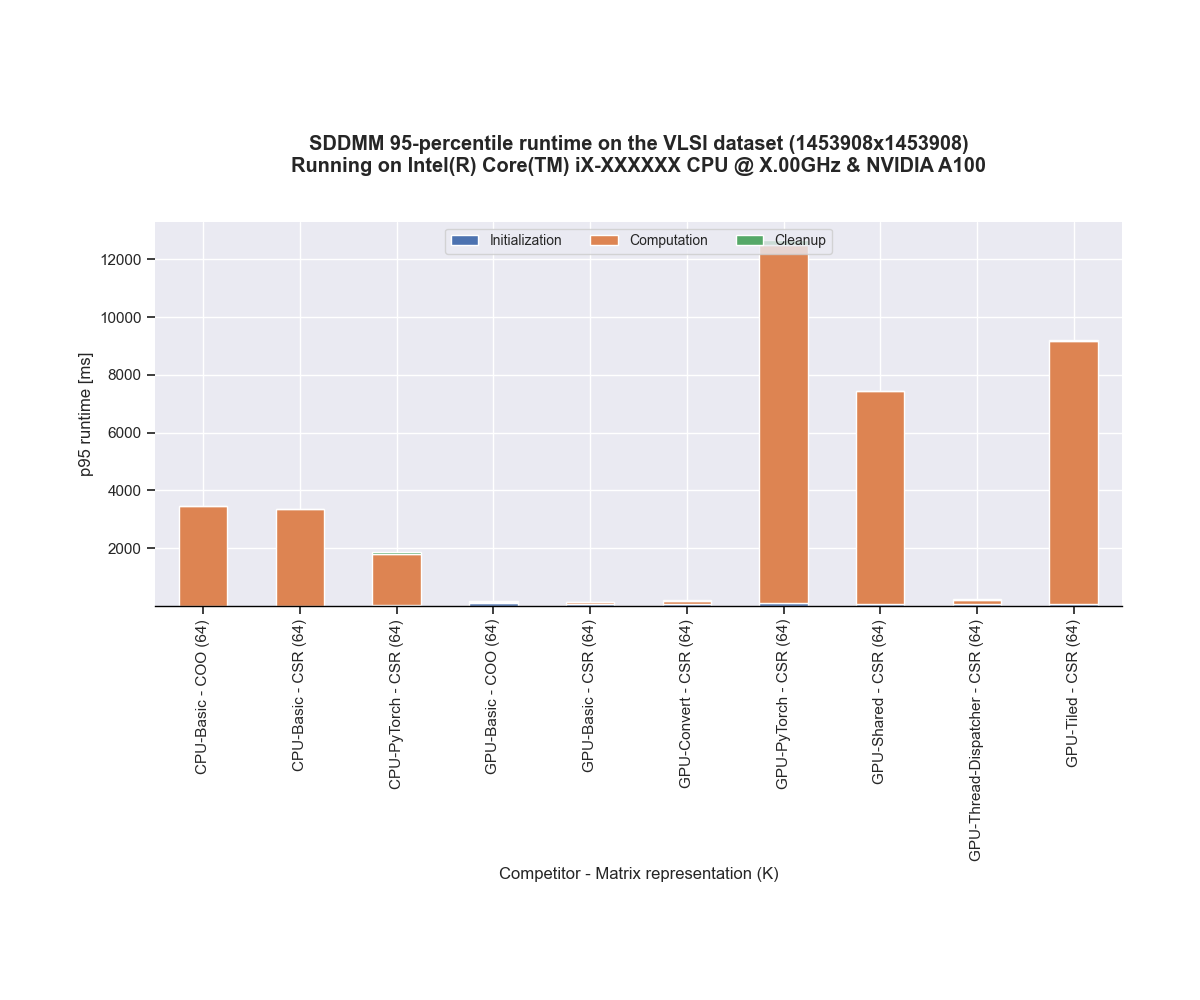 SDDMM 95-percentile runtime on the VLSI dataset (1453908x1453908)
Running on Intel(R) Core(TM) iX-XXXXXX CPU @ X.00GHz & NVIDIA A100
Initialization
Computation
Cleanup
12000
10000
8000
6000
4000
2000
p95 runtime [ms]
CPU-Basic - COO (64)
CPU-Basic - CSR (64)
CPU-PyTorch - CSR (64)
GPU-Basic - COO (64)
GPU-Basic - CSR (64)
GPU-Convert - CSR (64)
GPU-PyTorch - CSR (64)
GPU-Shared - CSR (64)
GPU-Thread-Dispatcher - CSR (64)
GPU-Tiled - CSR (64)
Competitor - Matrix representation (K)